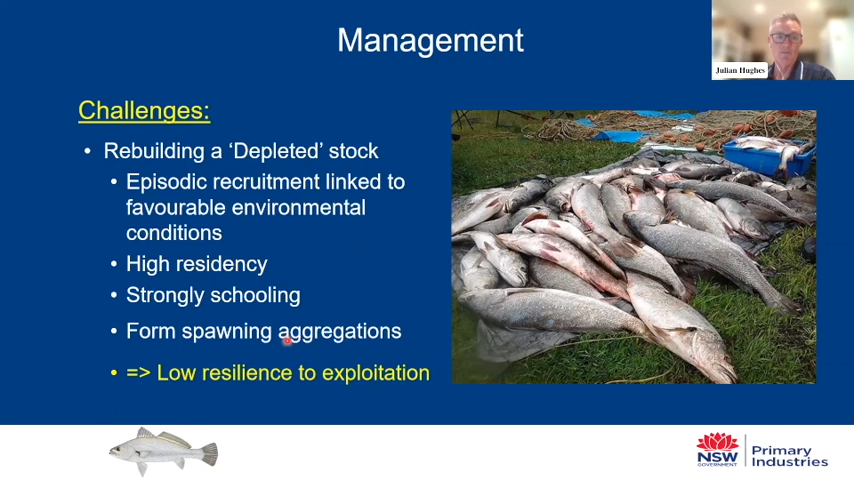 Management
Julian Hughes
Challenges:
• Rebuilding a ‘Depleted’ stock
• Episodic recruitment linked to
favourable environmental
conditions
• High residency
• Strongly schooling
• Form spawning aggregations
• => Low resilience to exploitation
NSW
GOVERNMENT
Primary
Industries